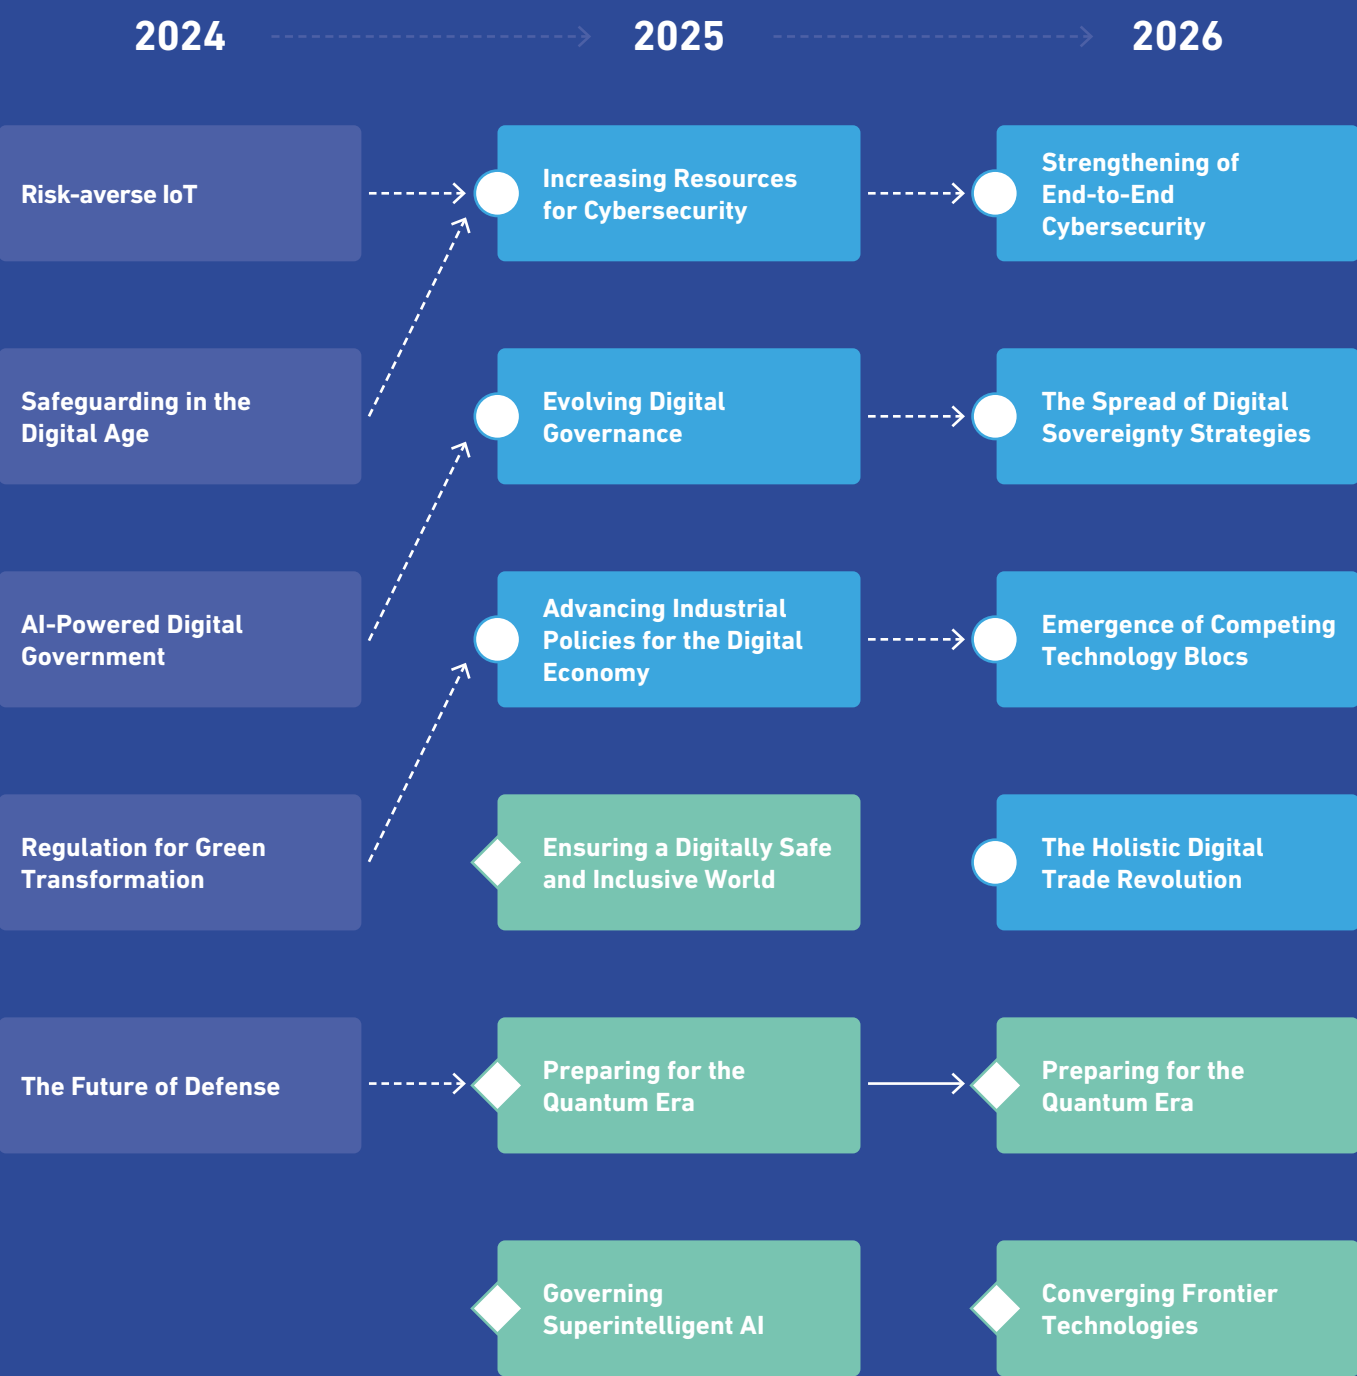 2024
2025
2026
Risk-averse IoT
Increasing Resources
for Cybersecurity
Strengthening of
End-to-End
Cybersecurity
Safeguarding in the
Digital Age
Evolving Digital
Governance
The Spread of Digital
Sovereignty Strategies
AI-Powered Digital
Government
Advancing Industrial
Policies for the Digital
Economy
Emergence of Competing
Technology Blocs
Regulation for Green
Transformation
Ensuring a Digitally Safe
and Inclusive World
The Holistic Digital
Trade Revolution
The Future of Defense
Preparing for the
Quantum Era
Preparing for the
Quantum Era
Governing
Superintelligent AI
Converging Frontier
Technologies